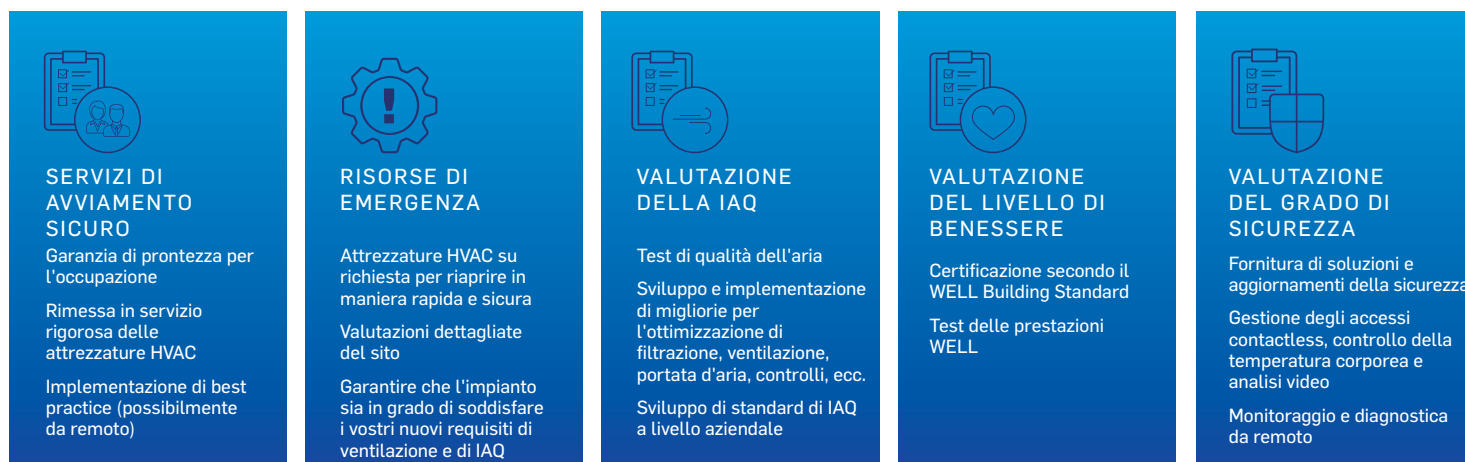 SERVIZI DI
AVVIAMENTO
SICURO
Garanzia di prontezza per
l'occupazione
Rimessa in servizio
rigorosa delle
attrezzature HVAC
Implementazione di best
practice (possibilmente
da remoto)
RISORSE DI
EMERGENZA
Attrezzature HVAC su
richiesta per riaprire in
maniera rapida e sicura
Valutazioni dettagliate
del sito
Garantire che l'impianto
sia in grado di soddisfare
i vostri nuovi requisiti di
ventilazione e di IAQ
VALUTAZIONE
DELLA IAQ
Test di qualità dell'aria
Sviluppo e implementazione
di migliorie per
l'ottimizzazione di
filtrazione, ventilazione,
portata d'aria, controlli, ecc.
Sviluppo di standard di IAQ
a livello aziendale
VALUTAZIONE
DEL LIVELLO DI
BENESSERE
Certificazione secondo il
WELL Building Standard
Test delle prestazioni
WELL
VALUTAZIONE
DEL GRADO DI
SICUREZZA
Fornitura di soluzioni e
aggiornamenti della sicurezza
Gestione degli accessi
contactless, controllo della
temperatura corporea e
analisi video
Monitoraggio e diagnostica
da remoto